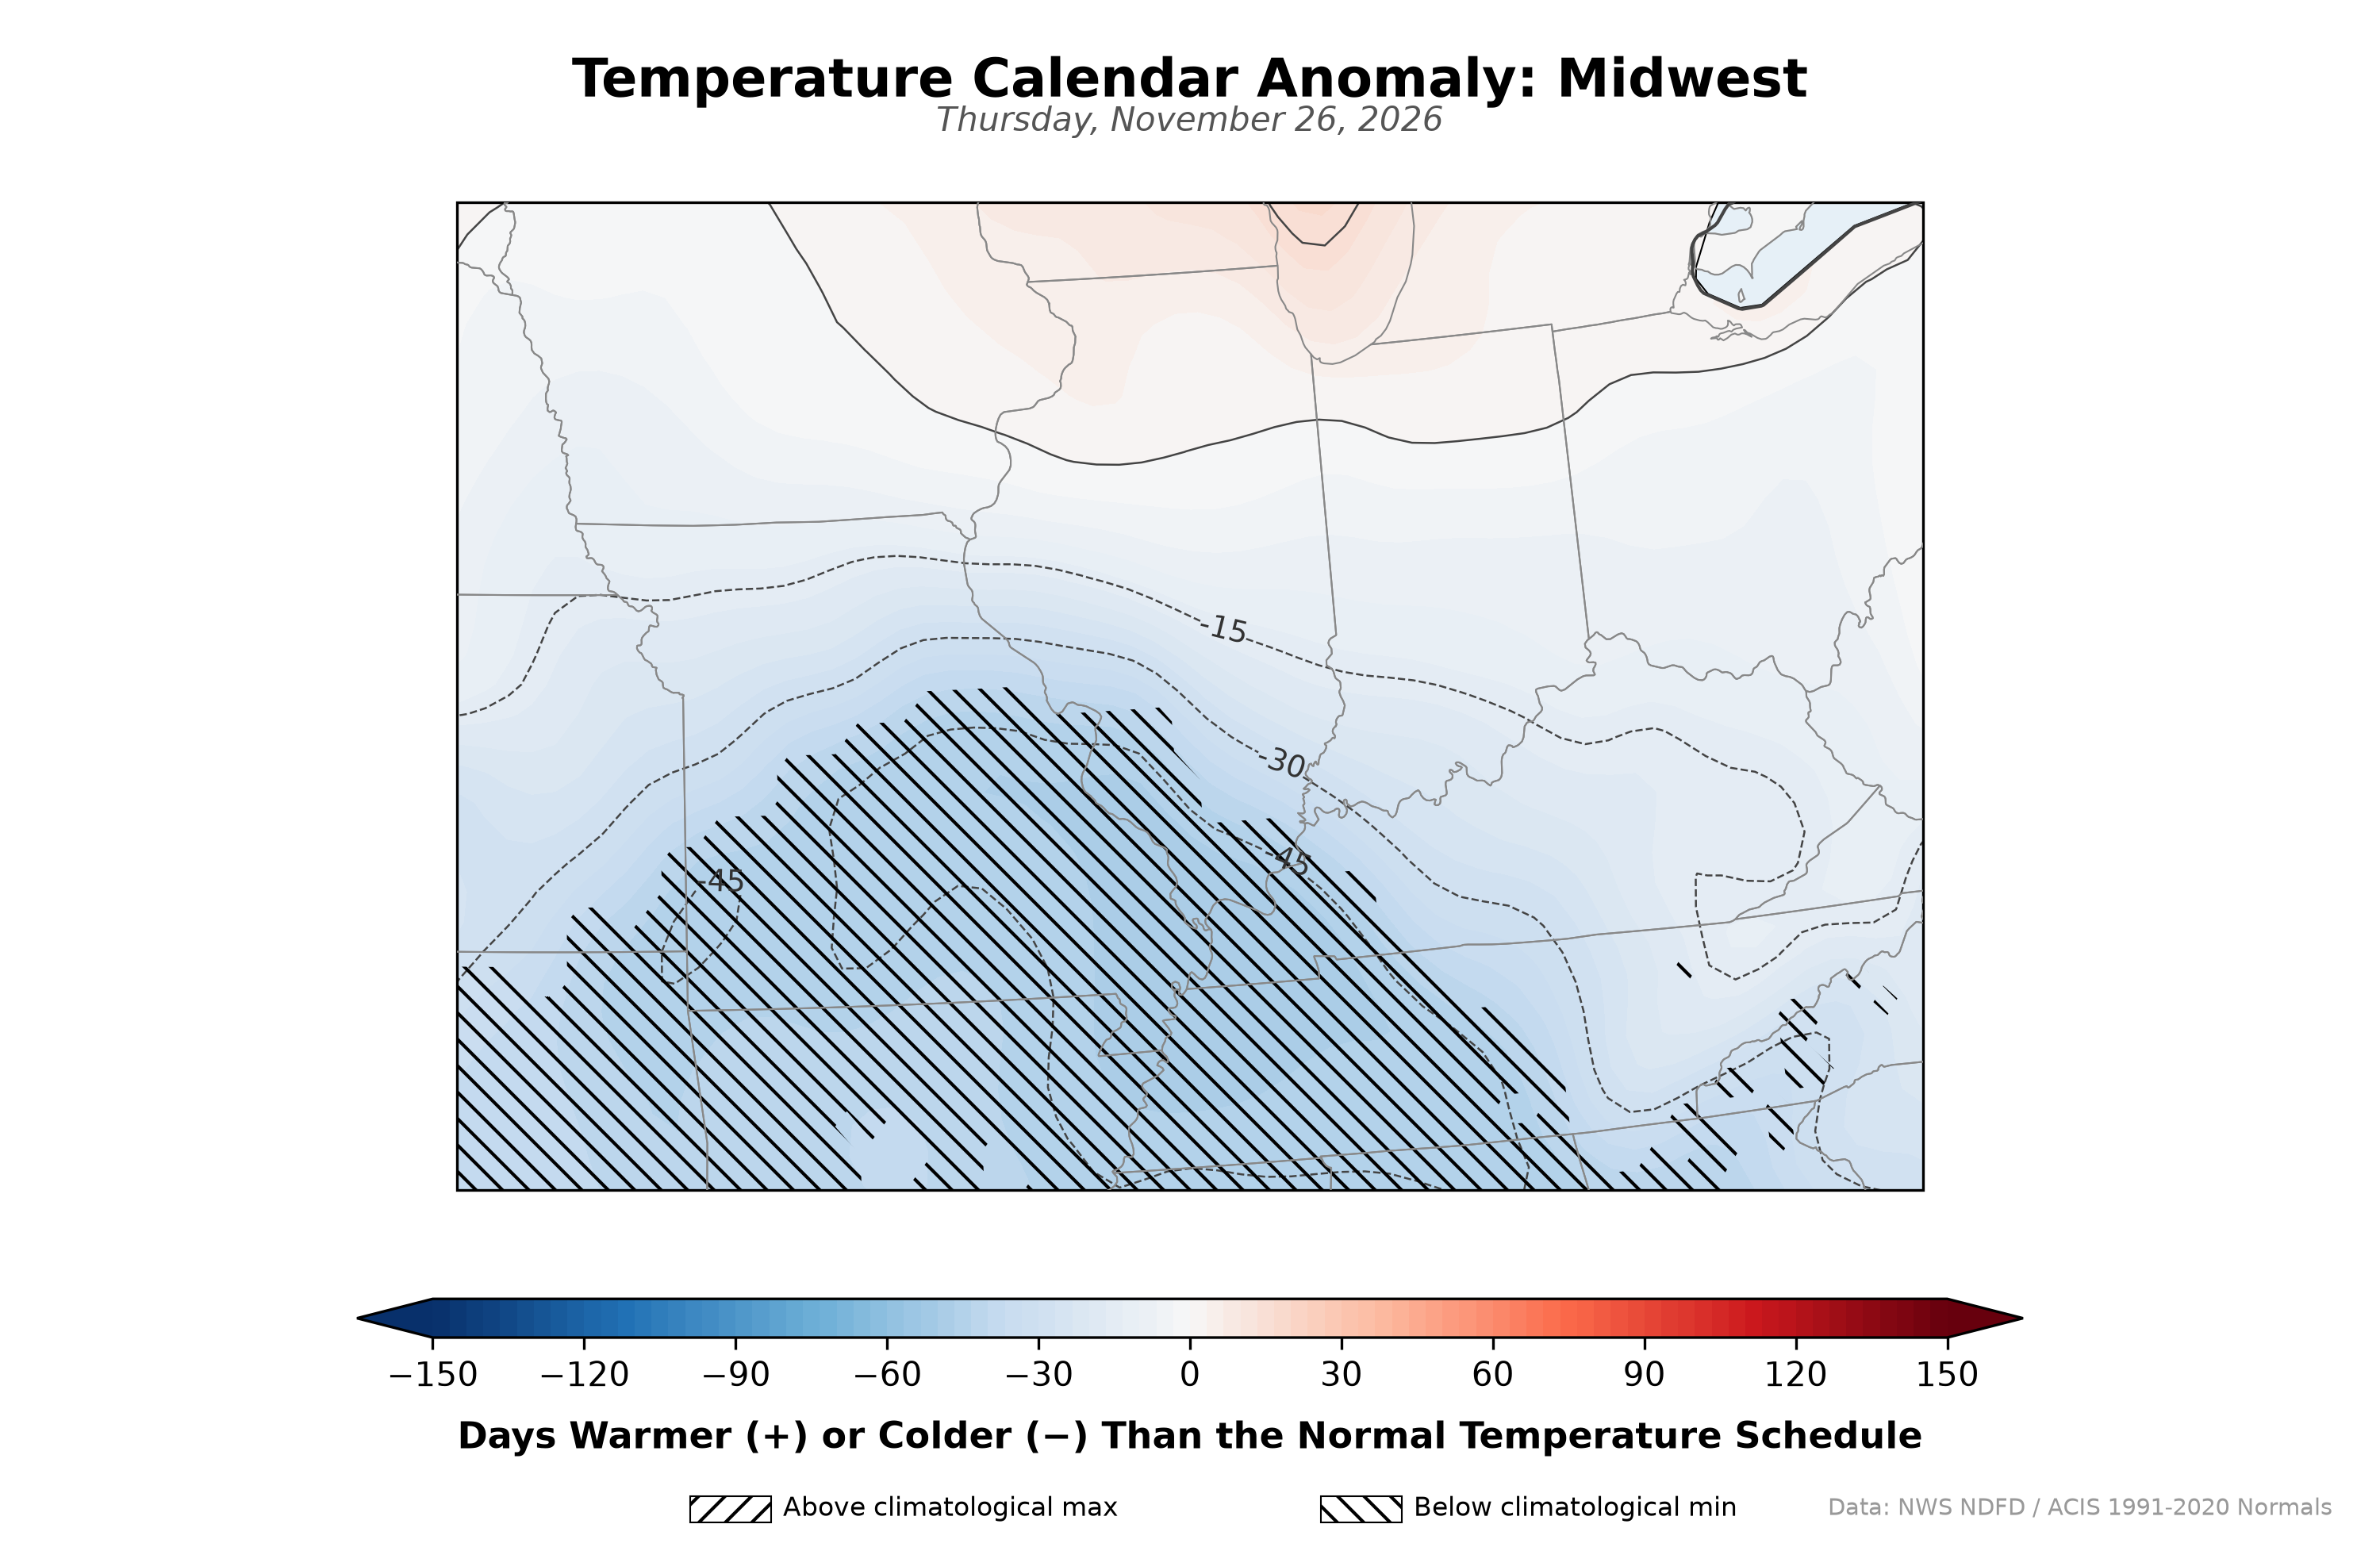 Temperature Calendar Anomaly: Midwest
Thursday, November 26, 2026
-15
-30
-45
-45
−150 −120 −90 −60 −30 0 30 60 90 120 150
Days Warmer (+) or Colder (−) Than the Normal Temperature Schedule
Above climatological max Below climatological min Data: NWS NDFD / ACIS 1991-2020 Normals